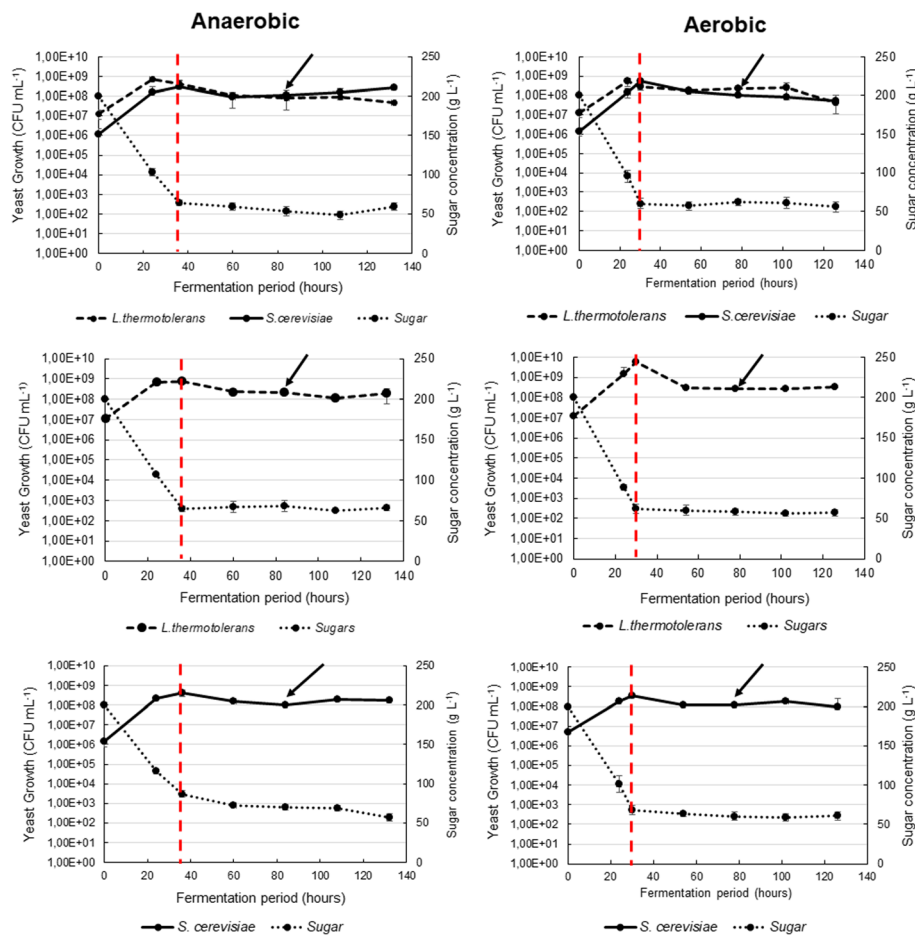 Anaerobic
Aerobic
Yeast Growth (CFU mL-1)
1,00E+10
1,00E+09
1,00E+08
1,00E+07
1,00E+06
1,00E+05
1,00E+04
1,00E+03
1,00E+02
1,00E+01
1,00E+00
250
200
150
100
50
0
Sugar concentration (g L-1)
0 20 40 60 80 100 120 140
Fermentation period (hours)
L.thermotolerans S.cerevisiae Sugar
Yeast Growth (CFU mL-1)
1,00E+10
1,00E+09
1,00E+08
1,00E+07
1,00E+06
1,00E+05
1,00E+04
1,00E+03
1,00E+02
1,00E+01
1,00E+00
250
200
150
100
50
0
Sugar concentration (g L-1)
0 20 40 60 80 100 120 140
Fermentation period (hours)
L.thermotolerans S.cerevisiae Sugar
Yeast Growth (CFU mL-1)
1,00E+10
1,00E+09
1,00E+08
1,00E+07
1,00E+06
1,00E+05
1,00E+04
1,00E+03
1,00E+02
1,00E+01
1,00E+00
250
200
150
100
50
0
Sugar concentration (g L-1)
0 20 40 60 80 100 120 140
Fermentation period (hours)
L.thermotolerans Sugars
Yeast Growth (CFU mL-1)
1,00E+10
1,00E+09
1,00E+08
1,00E+07
1,00E+06
1,00E+05
1,00E+04
1,00E+03
1,00E+02
1,00E+01
1,00E+00
250
200
150
100
50
0
Sugar concentration (g L-1)
0 20 40 60 80 100 120 140
Fermentation period (hours)
L.thermotolerans Sugars
Yeast Growth (CFU mL-1)
1,00E+10
1,00E+09
1,00E+08
1,00E+07
1,00E+06
1,00E+05
1,00E+04
1,00E+03
1,00E+02
1,00E+01
1,00E+00
250
200
150
100
50
0
Sugar concentration (g L-1)
0 20 40 60 80 100 120 140
Fermentation period (hours)
S. cerevisiae Sugar
Yeast Growth (CFU mL-1)
1,00E+10
1,00E+09
1,00E+08
1,00E+07
1,00E+06
1,00E+05
1,00E+04
1,00E+03
1,00E+02
1,00E+01
1,00E+00
250
200
150
100
50
0
Sugar concentration (g L-1)
0 20 40 60 80 100 120 140
Fermentation period (hours)
S. cerevisiae Sugar